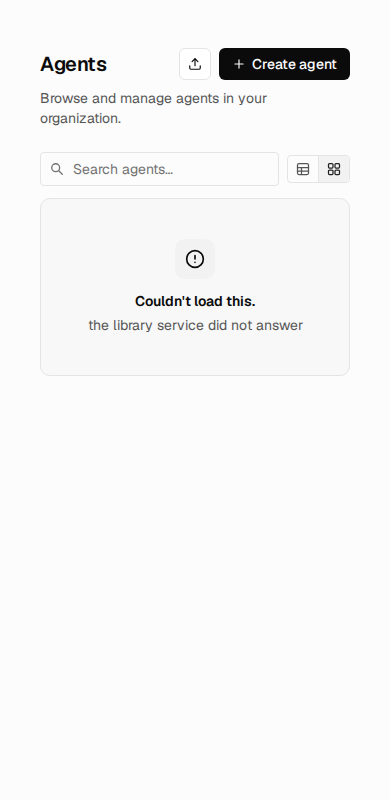 Agents
Create agent
Browse and manage agents in your
organization.
Search agents...
Couldn't load this.
the library service did not answer